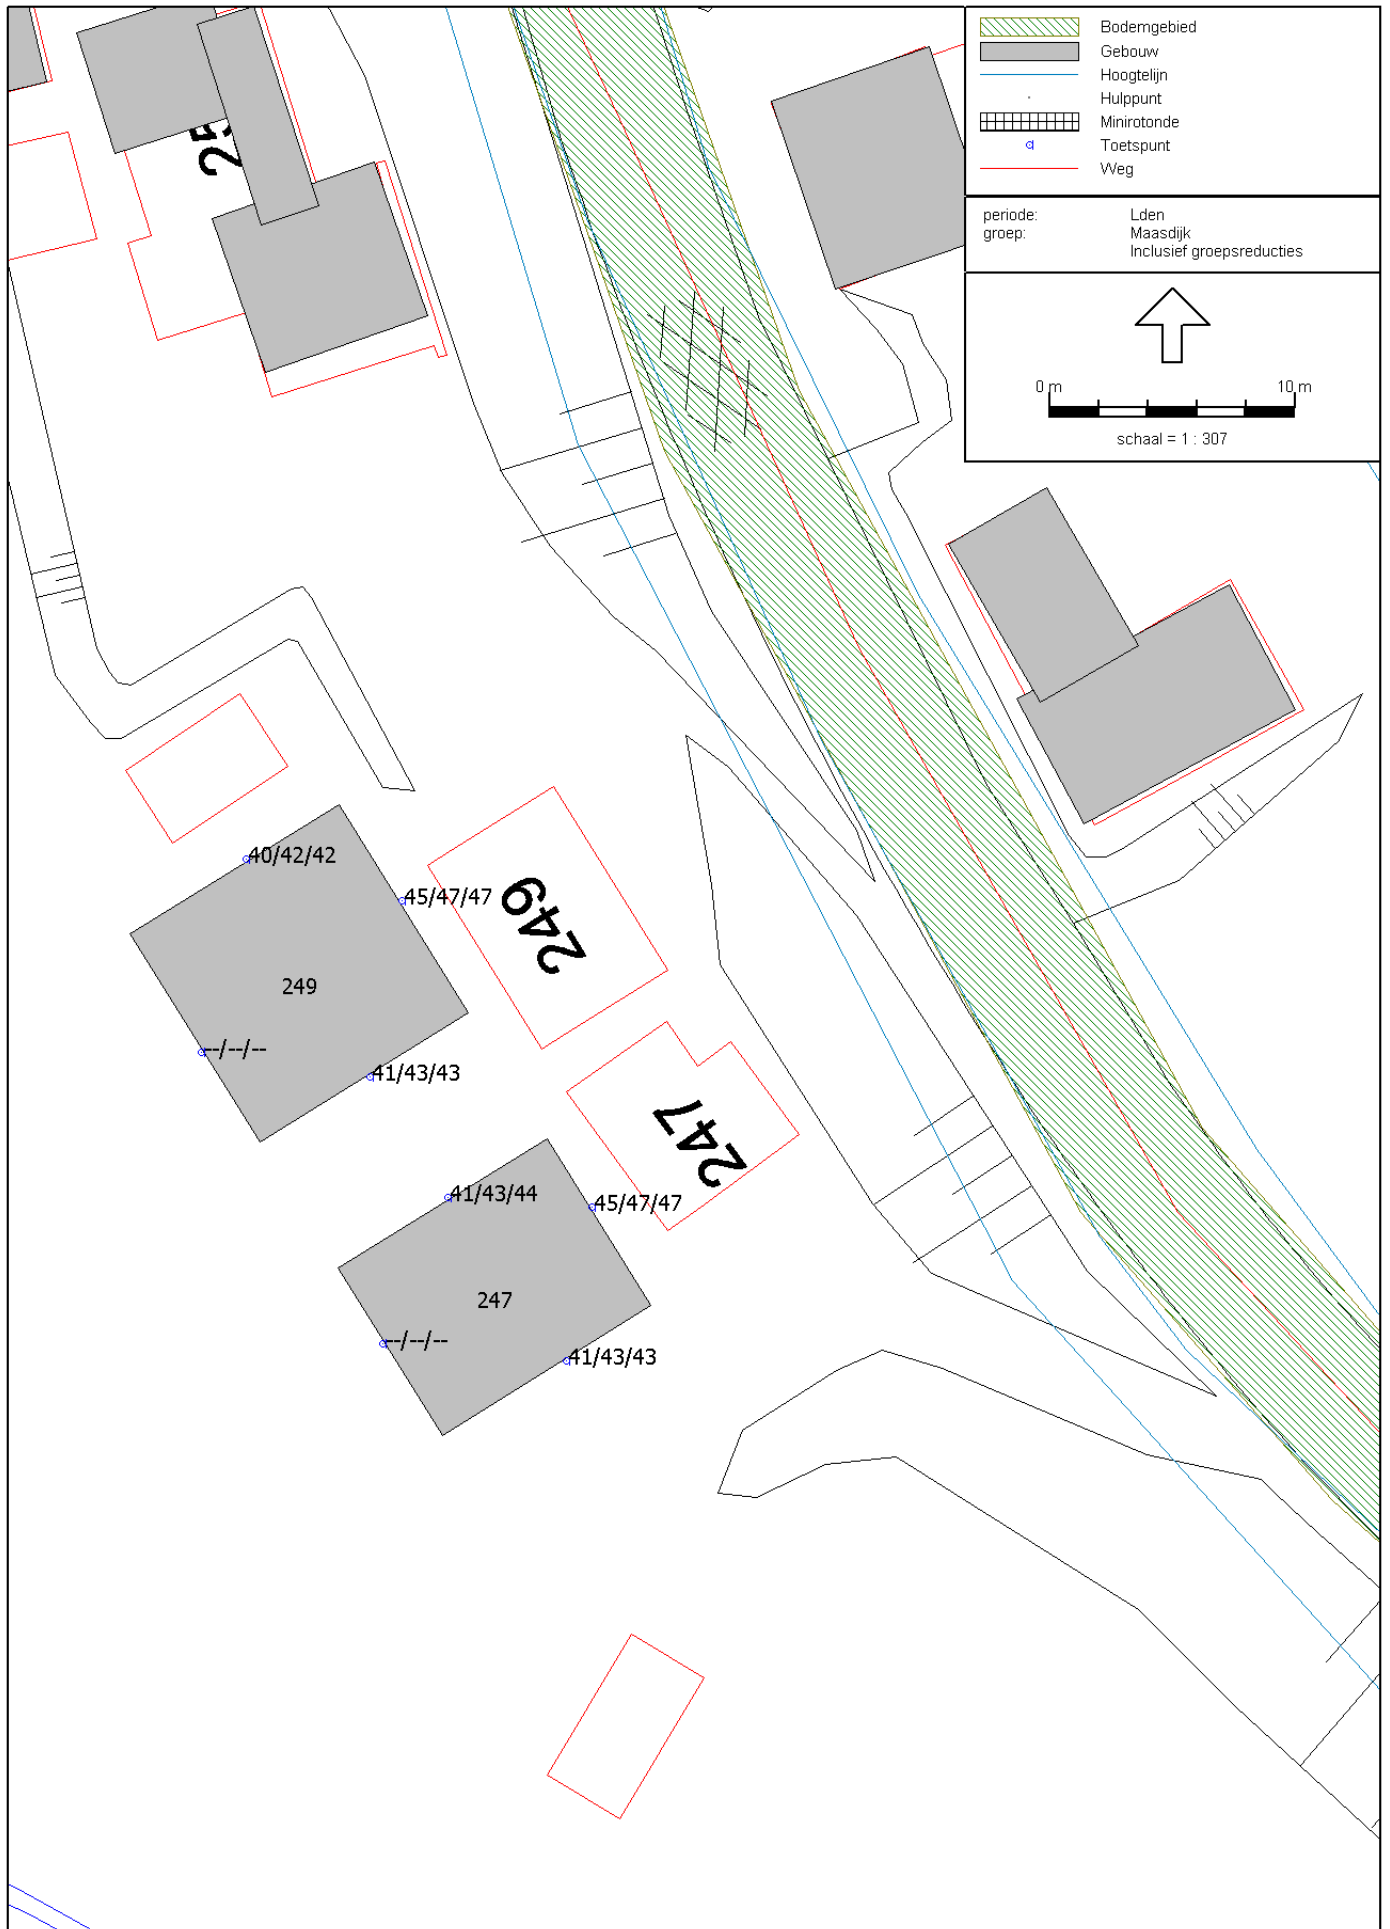 Bodemgebied
Gebouw
Hoogtelijn
Hulppunt
Minirotonde
Toetspunt
Weg
periode: Lden
groep: Maasdijk
Inclusief groepsreducties
0 m 10 m
schaal = 1 : 307
40/42/42
45/47/47
249
249
--/--/--
41/43/43
247
41/43/44
45/47/47
247
--/--/--
41/43/43